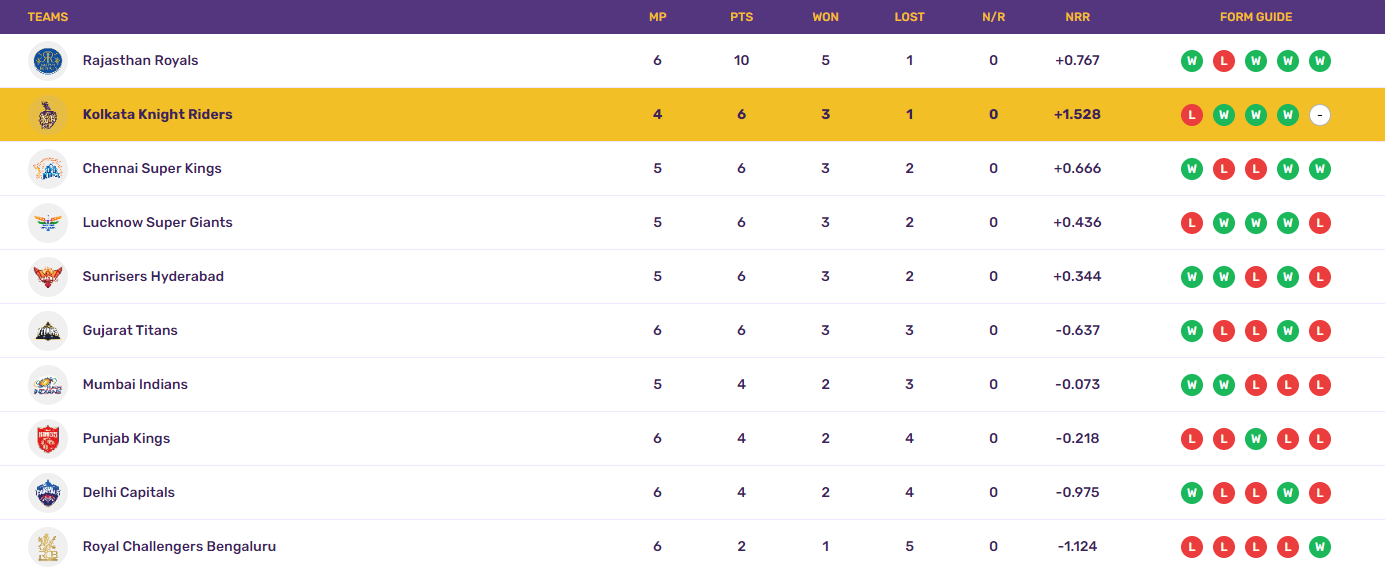 TEAMS MP PTS WON LOST N/R NRR FORM GUIDE
Rajasthan Royals 6 10 5 1 0 +0.767 W L W W W
Kolkata Knight Riders 4 6 3 1 0 +1.528 L W W W -
Chennai Super Kings 5 6 3 2 0 +0.666 W L L W W
Lucknow Super Giants 5 6 3 2 0 +0.436 L W W W L
Sunrisers Hyderabad 5 6 3 2 0 +0.344 W W L W L
Gujarat Titans 6 6 3 3 0 -0.637 W L L W L
Mumbai Indians 5 4 2 3 0 -0.073 W W L L L
Punjab Kings 6 4 2 4 0 -0.218 L L W L L
Delhi Capitals 6 4 2 4 0 -0.975 W L L W L
Royal Challengers Bengaluru 6 2 1 5 0 -1.124 L L L L W